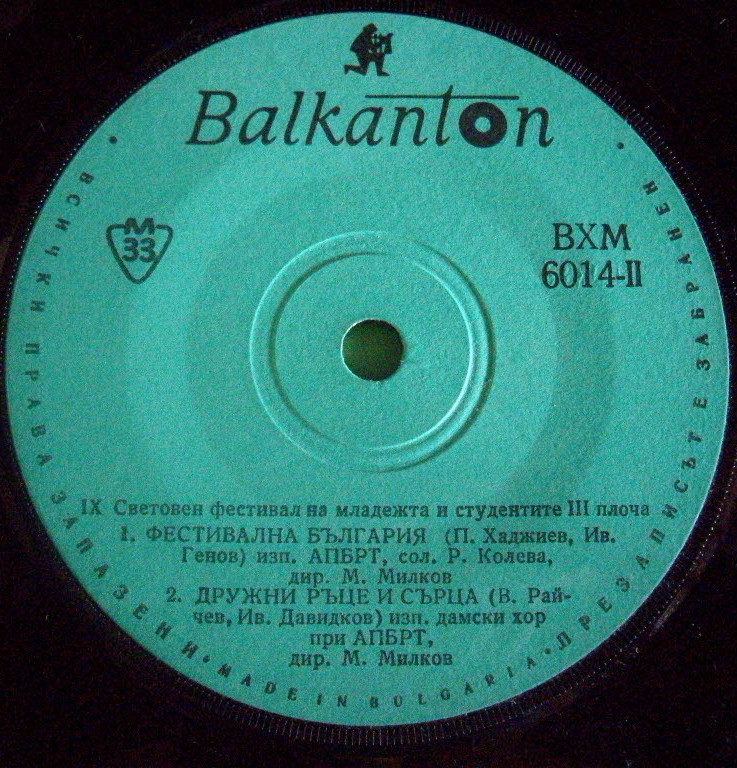 Balkanton
M
33
ВХМ
6014-II
IX Световен фестивал на младежта и студентите III плоча
1. ФЕСТИВАЛНА БЪЛГАРИЯ (П. Хаджиев, Ив.
Генов) изп. АПБРТ, сол. Р. Колева,
дир. М. Милков
2. ДРУЖНИ РЪЦЕ И СЪРЦА (В. Рай-
чев, Ив. Давидков) изп. дамски хор
при АПБРТ,
дир. М. Милков
• ВСИЧКИ ПРАВА ЗАПАЗЕНИ • MADE IN BULGARIA • ПРЕЗАПИСЪТ Е ЗАБРАНЕН •